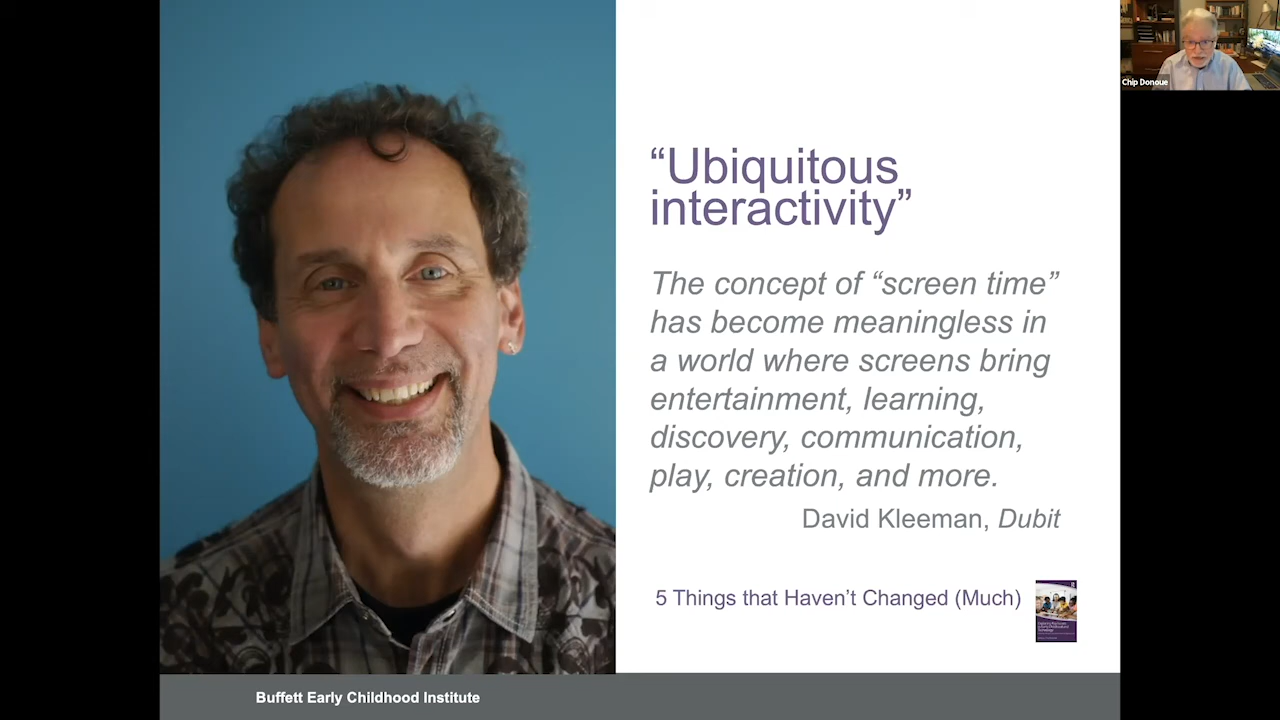 “Ubiquitous
interactivity”
The concept of “screen time”
has become meaningless in
a world where screens bring
entertainment, learning,
discovery, communication,
play, creation, and more.
David Kleeman, Dubit
5 Things that Haven’t Changed (Much)
Buffett Early Childhood Institute
Chip Donoue